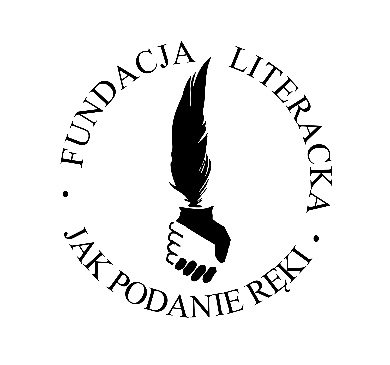 FUNDACJA LITERACKA
• JAK PODANIE RĘKI •